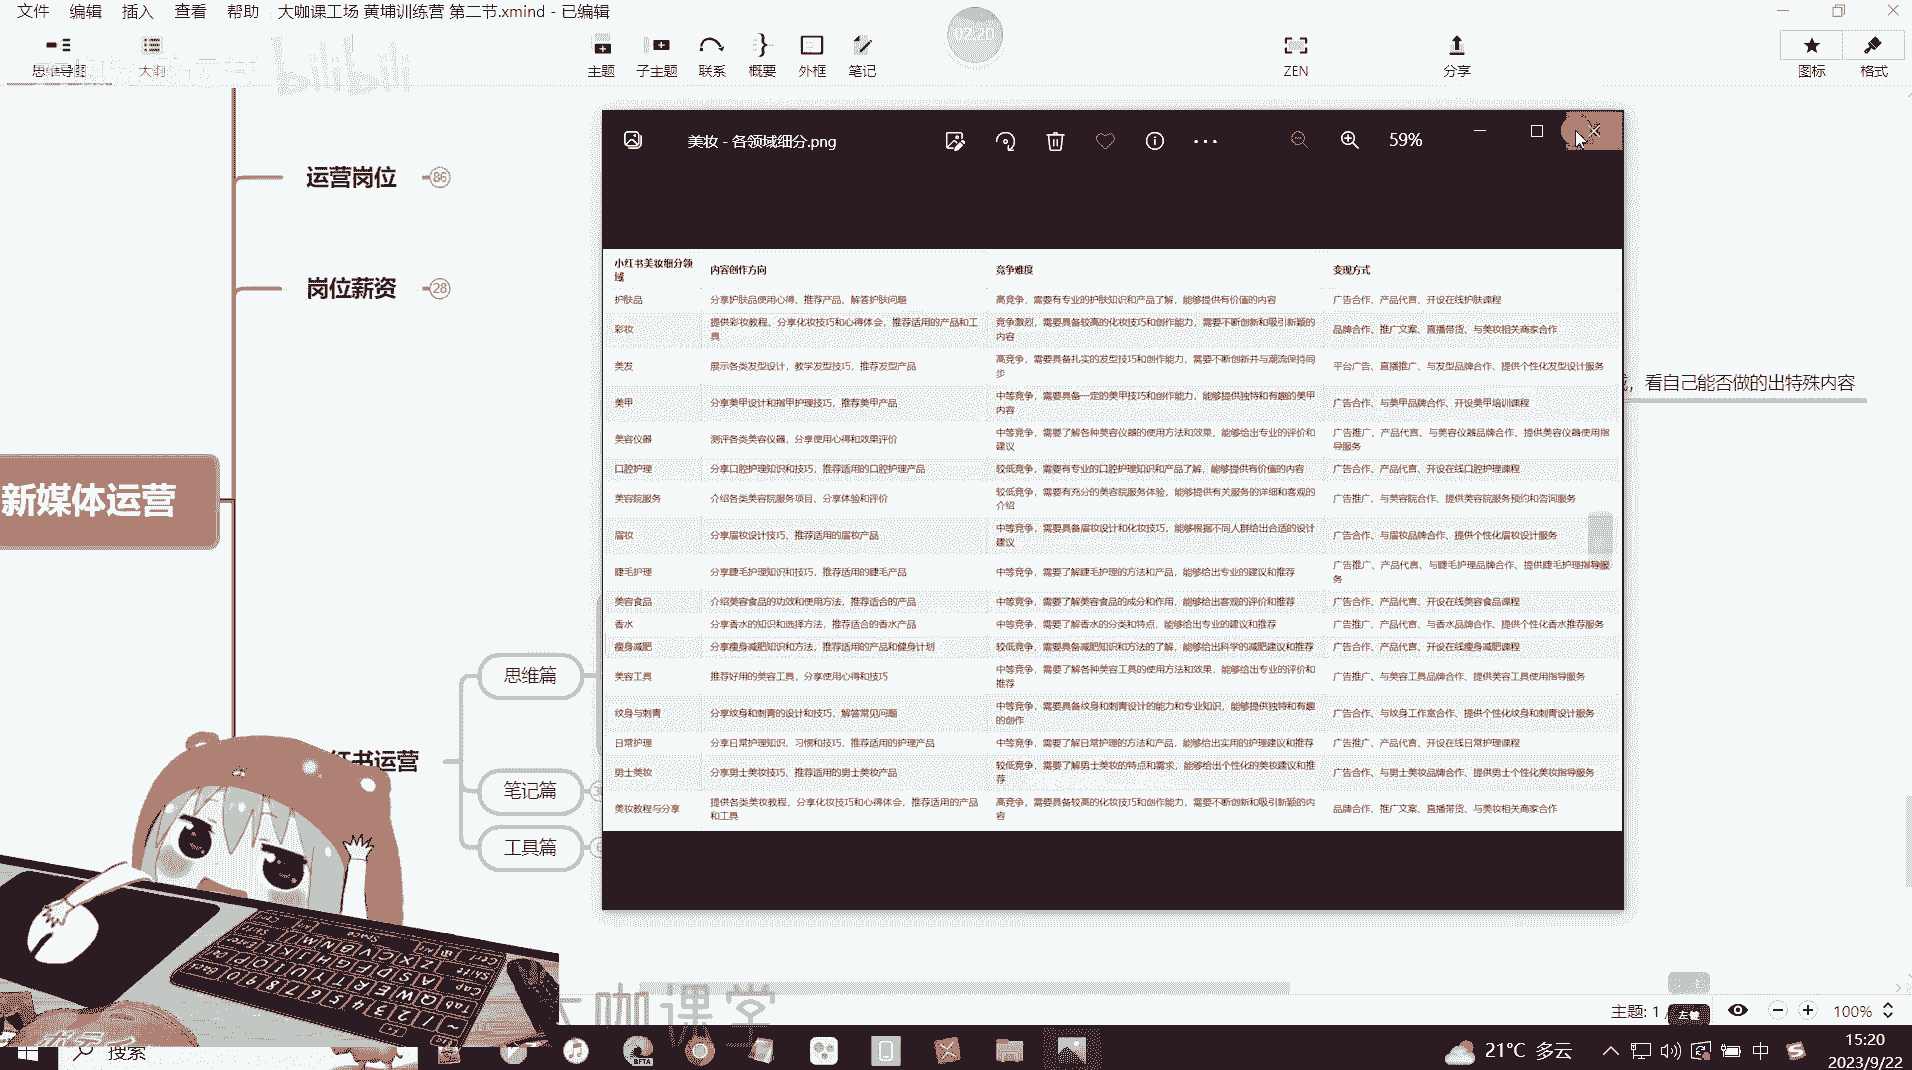 文件 编辑 插入 查看 帮助 大咖课工场 黄埔训练营 第二节.xmind - 已编辑
02:20
bilibili
思维导图 大纲
主题 子主题 联系 概要 外框 笔记 ZEN 分享 图标 格式
美妆 - 各领域细分.png 59%
运营岗位 86
岗位薪资 28
新媒体运营
红书运营
思维篇
笔记篇
工具篇
，看自己能否做的出特殊内容
小红书美妆细分领域 内容创作方向 竞争难度 变现方式
护肤品 分享护肤品使用心得、推荐产品、解答护肤问题 高竞争，需要有专业的护肤知识和产品了解，能够提供有价值的内容 广告合作、产品代言、开设在线护肤课程
彩妆 提供彩妆教程、分享化妆技巧和心得体会，推荐适用的产品和工具 竞争激烈，需要具备较高的化妆技巧和创作能力，需要不断创新和吸引新颖的内容 品牌合作、推广文案、直播带货、与美妆相关商家合作
美发 展示各类发型设计，教学发型技巧，推荐发型产品 高竞争，需要具备扎实的发型技巧和创作能力，需要不断创新并与潮流保持同步 平台广告、直播推广、与发型品牌合作、提供个性化发型设计服务
美甲 分享美甲设计和指甲护理技巧，推荐美甲产品 中等竞争，需要具备一定的美甲技巧和创作能力，能够提供独特和有趣的美甲内容 广告合作、与美甲品牌合作、开设美甲培训课程
美容仪器 测评各类美容仪器，分享使用心得和效果评价 中等竞争，需要了解各种美容仪器的使用方法和效果，能够给出专业的评价和建议 广告推广、产品代言、与美容仪器品牌合作、提供美容仪器使用指导服务
口腔护理 分享口腔护理知识和技巧，推荐适用的口腔护理产品 较低竞争，需要有专业的口腔护理知识和产品了解，能够提供有价值的内容 广告合作、产品代言、开设在线口腔护理课程
美容院服务 介绍各类美容院服务项目、分享体验和评价 较低竞争，需要有充分的美容院服务体验，能够提供有关服务的详细和客观的介绍 广告推广、与美容院合作、提供美容院服务预约和咨询服务
眉妆 分享眉妆设计技巧、推荐适用的眉妆产品 中等竞争，需要具备眉妆设计和化妆技巧，能够根据不同人群给出合适的设计建议 广告合作、与眉妆品牌合作、提供个性化眉妆设计服务
睫毛护理 分享睫毛护理知识和技巧，推荐适用的睫毛产品 中等竞争，需要了解睫毛护理的方法和产品，能够给出专业的建议和推荐 广告推广、产品代言、与睫毛护理品牌合作、提供睫毛护理指导服务
美容食品 介绍美容食品的功效和使用方法，推荐适合的产品 中等竞争，需要了解美容食品的成分和作用，能够给出客观的评价和推荐 广告合作、产品代言、开设在线美容食品课程
香水 分享香水的知识和选择方法，推荐适合的香水产品 中等竞争，需要了解香水的分类和特点，能够给出专业的建议和推荐 广告推广、产品代言、与香水品牌合作、提供个性化香水推荐服务
瘦身减肥 分享瘦身减肥知识和方法，推荐适用的产品和健身计划 较低竞争，需要具备减肥知识和方法的了解，能够给出科学的减肥建议和推荐 广告合作、产品代言、开设在线瘦身减肥课程
美容工具 推荐好用的美容工具，分享使用心得和技巧 中等竞争，需要了解各种美容工具的使用方法和效果，能够给出专业的评价和推荐 广告推广、与美容工具品牌合作、提供美容工具使用指导服务
纹身与刺青 分享纹身和刺青的设计和技巧，解答常见问题 中等竞争，需要具备纹身和刺青设计的能力和专业知识，能够提供独特和有趣的创作 广告合作、与纹身工作室合作、提供个性化纹身和刺青设计服务
日常护理 分享日常护理知识、习惯和技巧，推荐适用的护理产品 中等竞争，需要了解日常护理的方法和产品，能够给出实用的护理建议和推荐 广告推广、产品代言、开设在线日常护理课程
男士美妆 分享男士美妆技巧、推荐适用的男士美妆产品 较低竞争，需要了解男士美妆的特点和需求，能够给出个性化的美妆建议和推荐 广告合作、与男士美妆品牌合作、提供男士个性化美妆指导服务
美妆教程与分享 提供各类美妆教程，分享化妆技巧和心得体会，推荐适用的产品和工具 高竞争，需要具备较高的化妆技巧和创作能力，需要不断创新和吸引新颖的内容 品牌合作、推广文案、直播带货、与美妆相关商家合作
大咖课堂
主题: 1 / 左键 100%
搜索 21°C 多云 中 15:20
2023/9/22